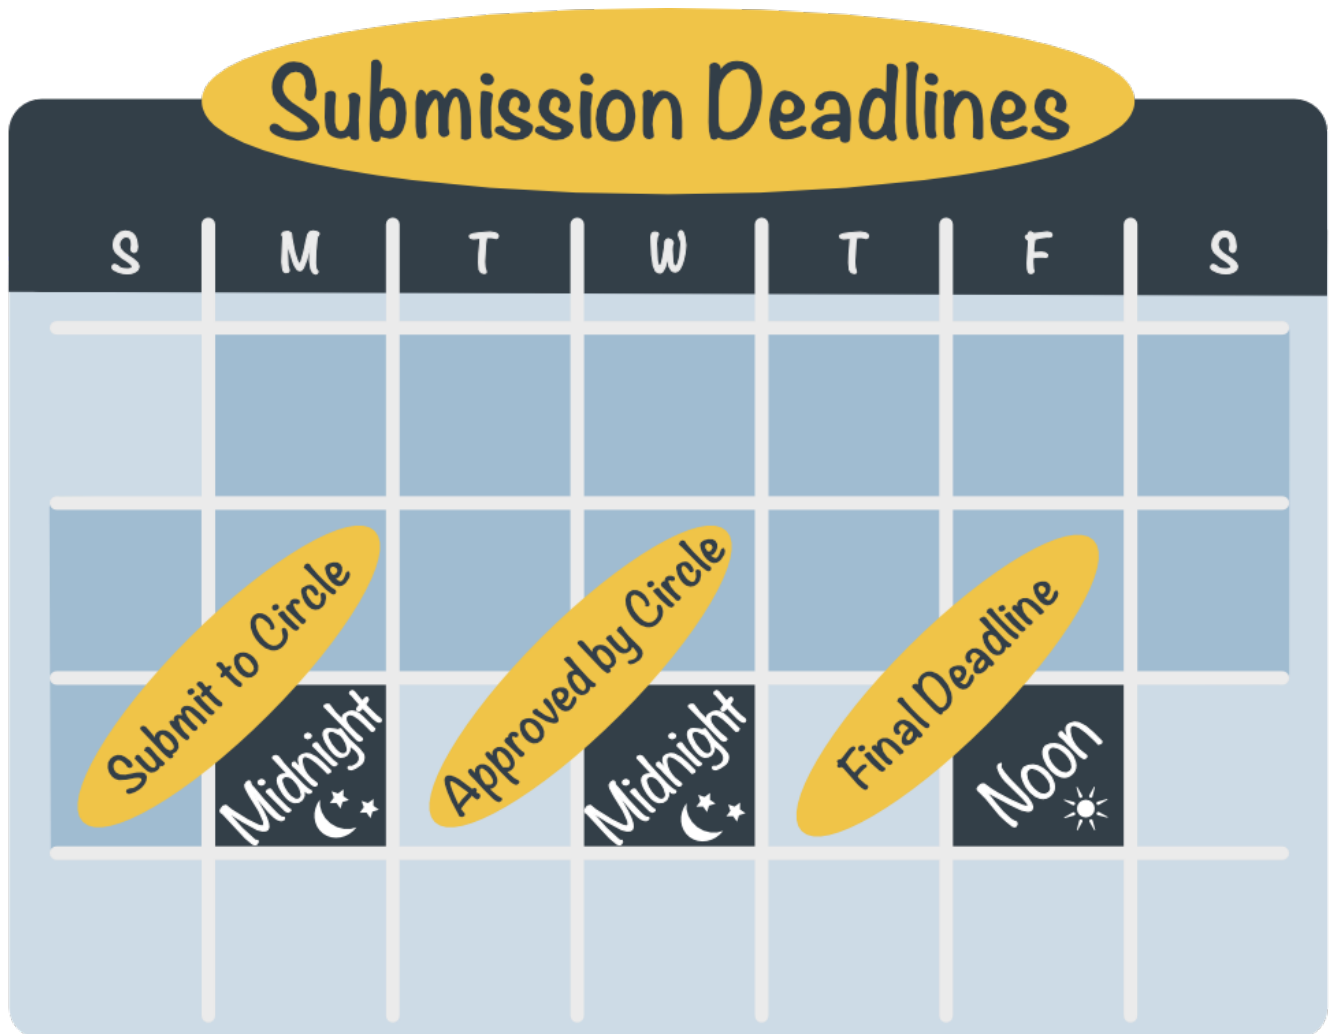 Submission Deadlines
S M T W T F S
Submit to Circle
Midnight
Approved by Circle
Midnight
Final Deadline
Noon